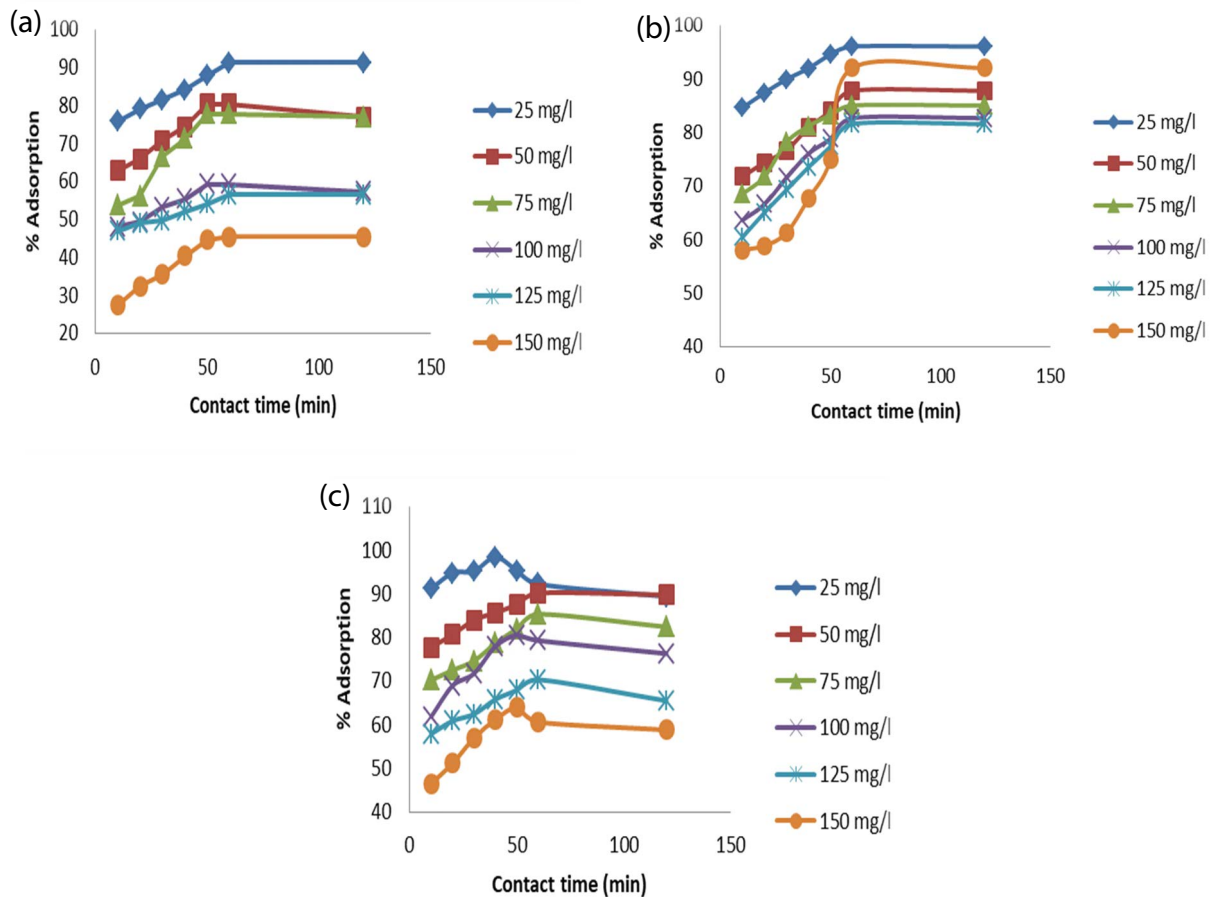 (a)
100
90
80
70
60
50
40
30
20
% Adsorption
0 50 100 150
Contact time (min)
25 mg/l
50 mg/l
75 mg/l
100 mg/l
125 mg/l
150 mg/l
(b)
100
90
80
70
60
50
40
% Adsorption
0 50 100 150
Contact time (min)
25 mg/l
50 mg/l
75 mg/l
100 mg/l
125 mg/l
150 mg/l
(c)
110
100
90
80
70
60
50
40
% Adsorption
0 50 100 150
Contact time (min)
25 mg/l
50 mg/l
75 mg/l
100 mg/l
125 mg/l
150 mg/l